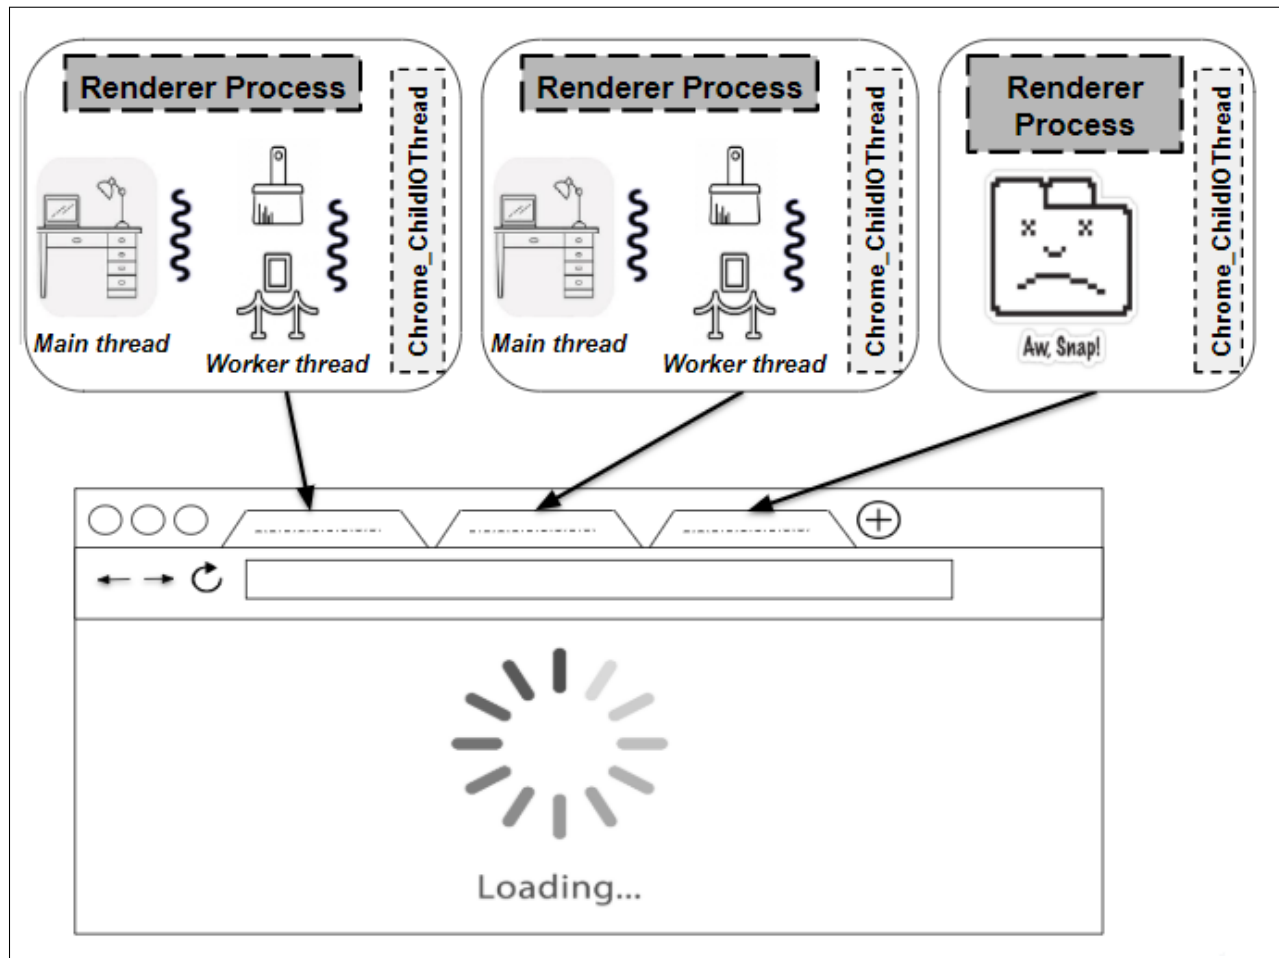 Renderer Process
Chrome_ChildIOThread
Main thread
Worker thread
Renderer Process
Chrome_ChildIOThread
Main thread
Worker thread
Renderer
Process
Chrome_ChildIOThread
Aw, Snap!
Loading...